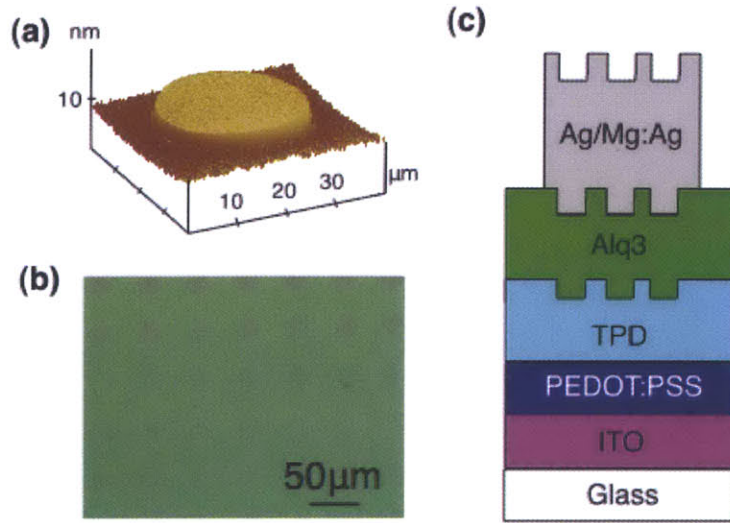 (a)
nm
10
10 20 30
μm
(b)
50μm
(c)
Ag/Mg:Ag
Alq3
TPD
PEDOT:PSS
ITO
Glass